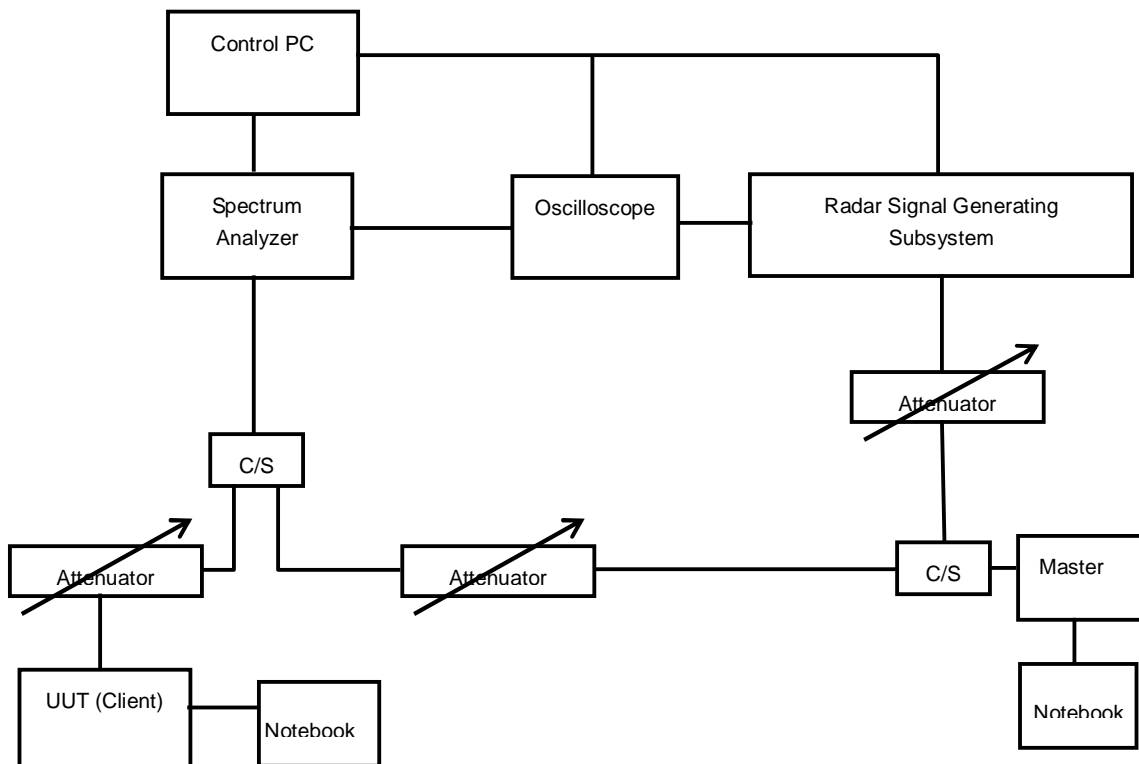 Control PC
Spectrum
Analyzer
Oscilloscope
Radar Signal Generating
Subsystem
Attenuator
C/S
Attenuator
Attenuator
C/S
Master
UUT (Client)
Notebook
Notebook